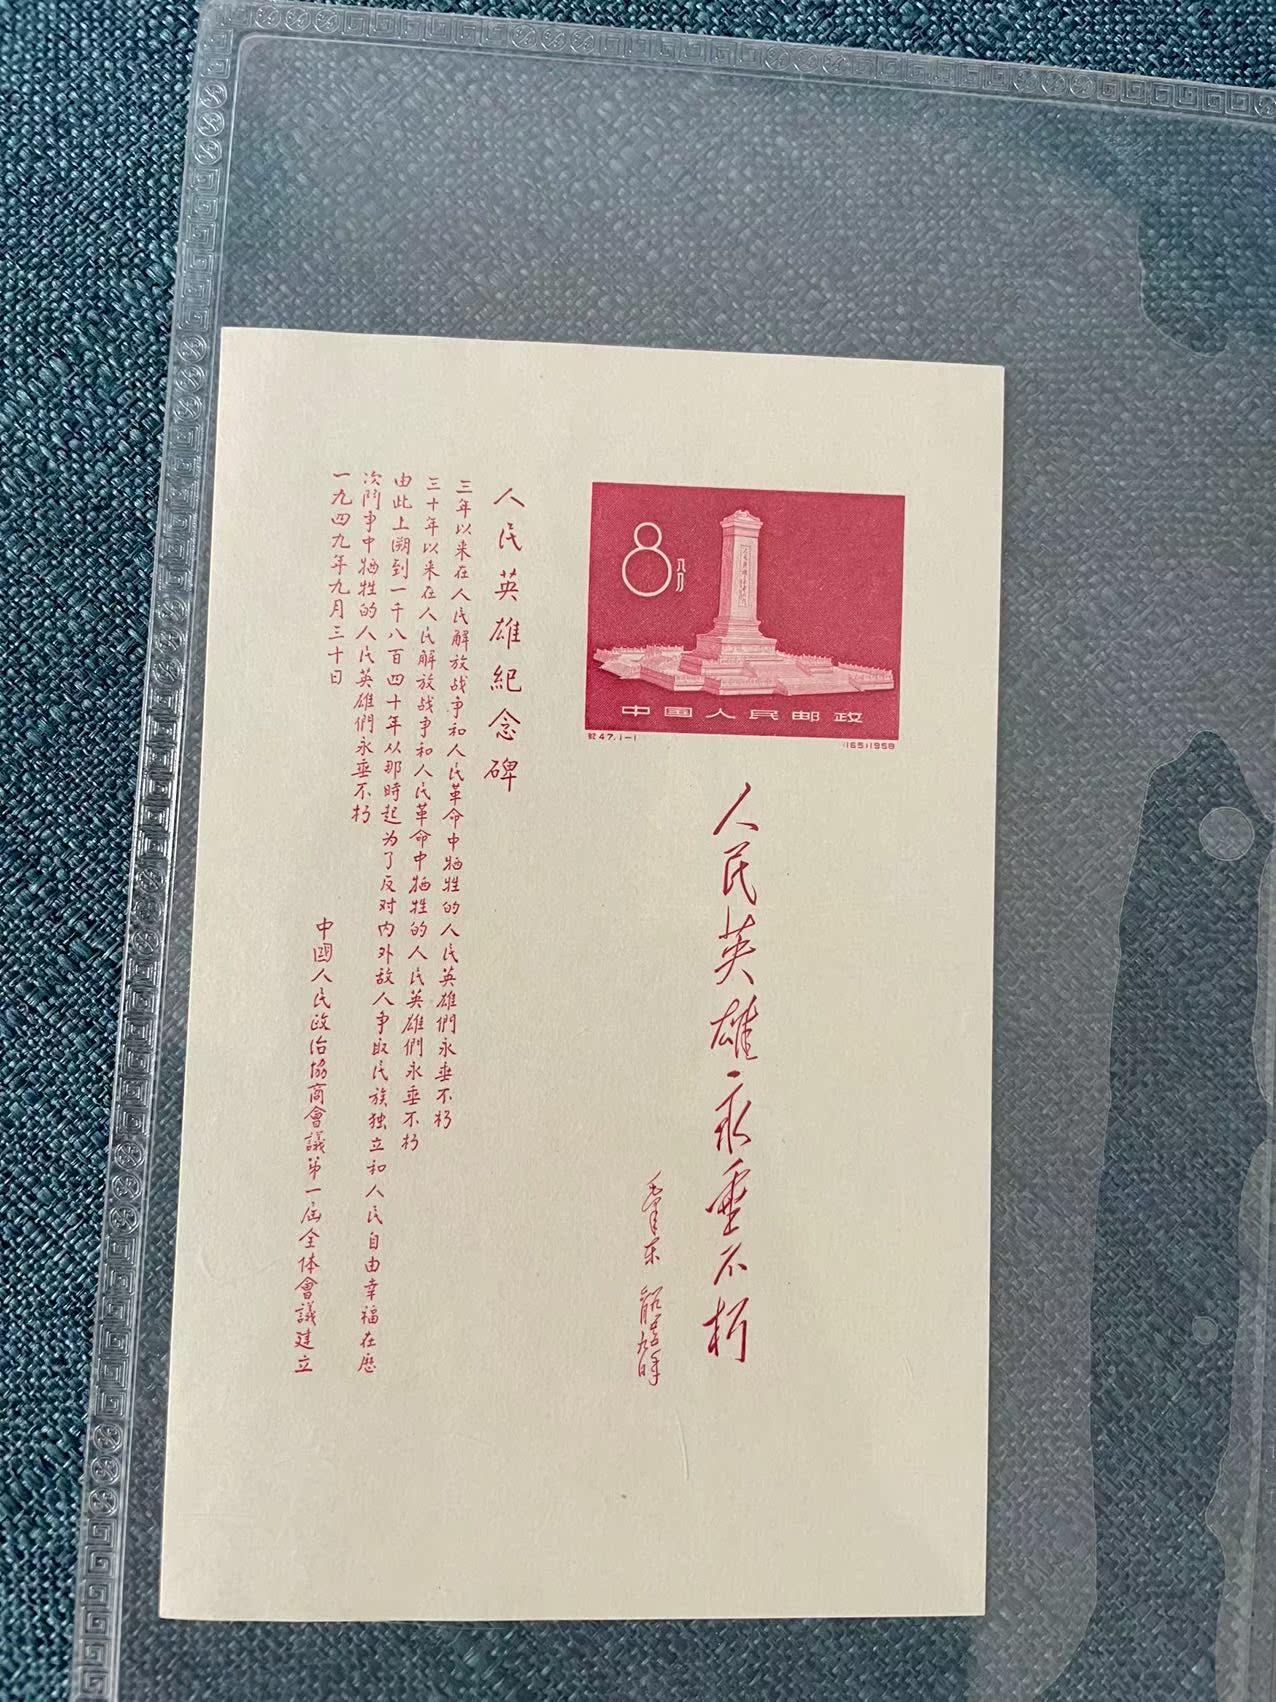 8
八分
中国人民邮政
紀47.1-1
(165)1958
人民英雄永垂不朽
毛泽东
人民英雄紀念碑
三年以来在人民解放战争和人民革命中牺牲的人民英雄們永垂不朽
三十年以来在人民解放战争和人民革命中牺牲的人民英雄們永垂不朽
由此上溯到一千八百四十年从那時起为了反对内外敌人争取民族独立和人民自由幸福在歷
次鬥争中牺牲的人民英雄們永垂不朽
一九四九年九月三十日
中國人民政治協商會議第一届全体會議建立